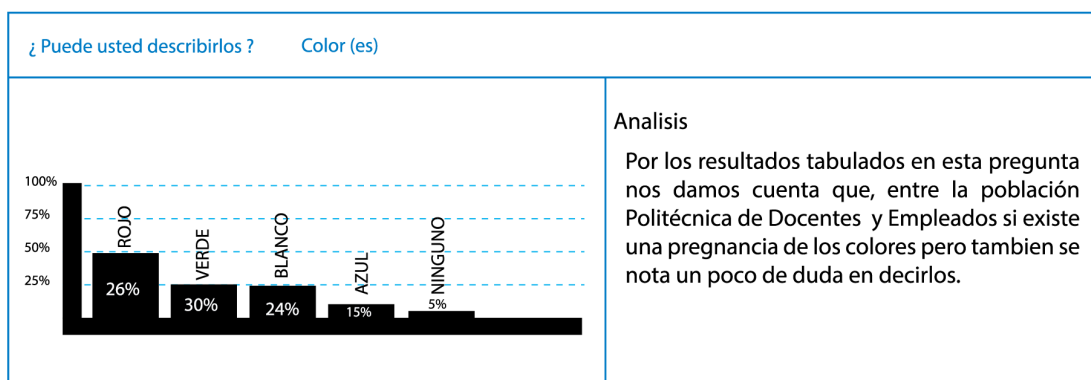 ¿ Puede usted describirlos ? Color (es)
100%
75%
50%
25%
ROJO
VERDE
BLANCO
AZUL
NINGUNO
26%
30%
24%
15%
5%
Analisis
Por los resultados tabulados en esta pregunta
nos damos cuenta que, entre la población
Politécnica de Docentes y Empleados si existe
una pregnancia de los colores pero tambien se
nota un poco de duda en decirlos.